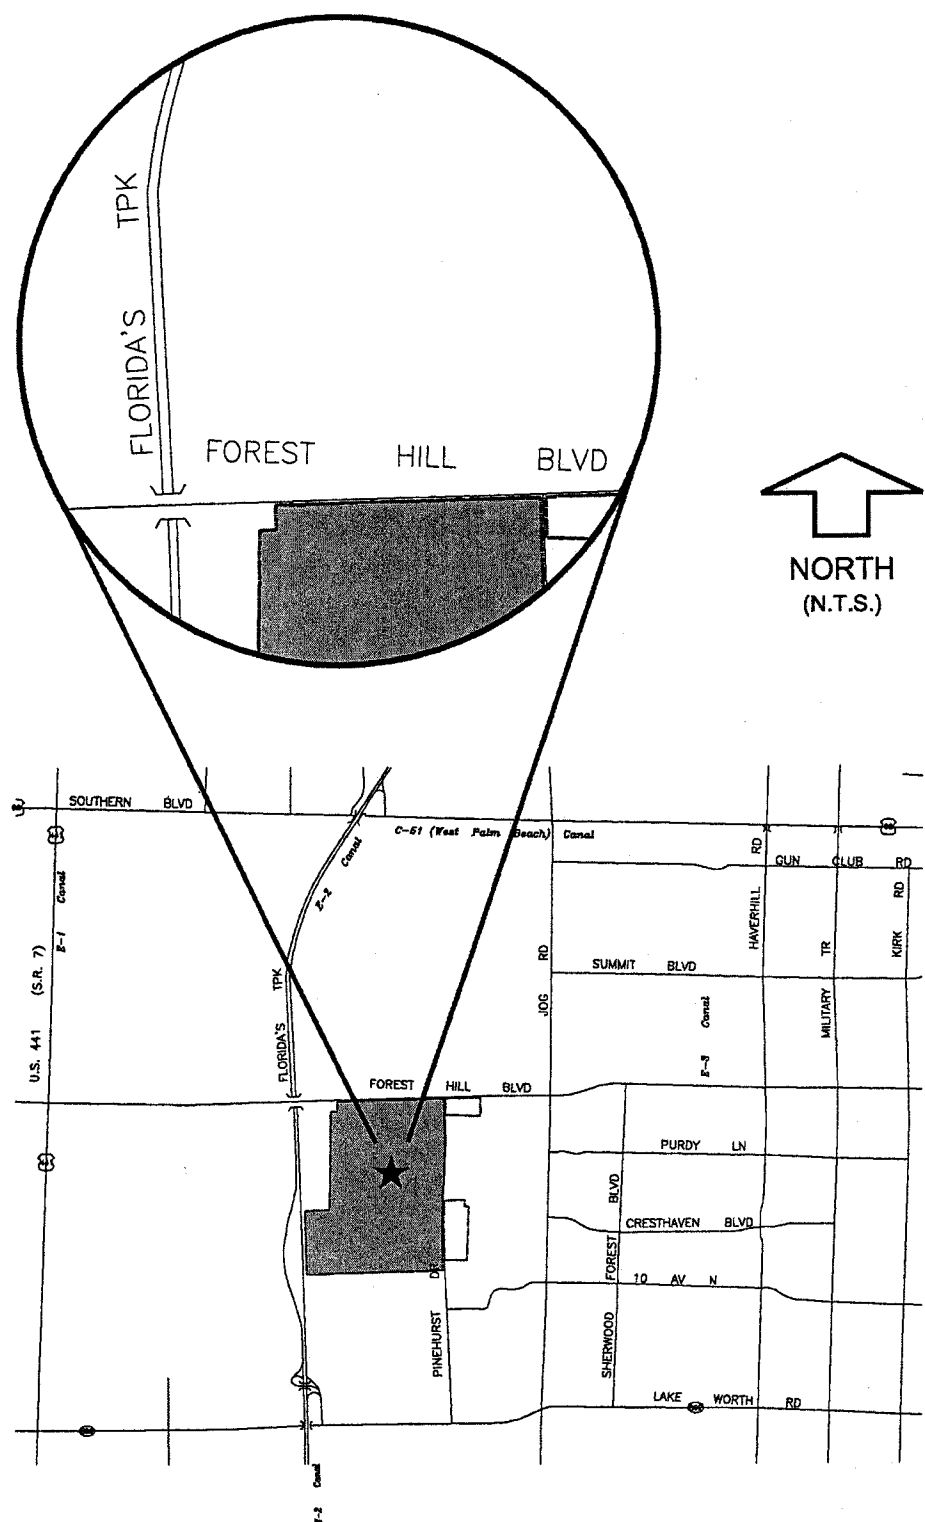 FLORIDA'S TPK
FOREST HILL BLVD
NORTH
(N.T.S.)
SOUTHERN BLVD
C-51 (West Palm Beach) Canal
E-2 Canal
E-1 Canal
U.S. 441 (S.R. 7)
FLORIDA'S TPK
JOG RD
HAVERHILL RD
GUN CLUB RD
KIRK RD
MILITARY TR
SUMMIT BLVD
E-3 Canal
FOREST HILL BLVD
PURDY LN
SHERWOOD FOREST BLVD
CRESTHAVEN BLVD
10 AV N
PINEHURST DR
LAKE WORTH RD
E-2 Canal